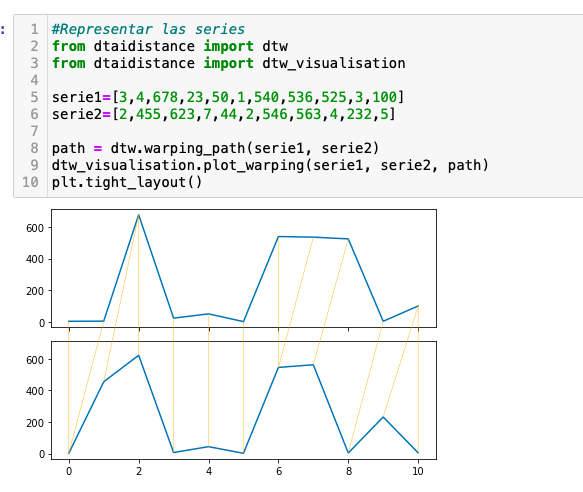 :
1 #Representar las series
2 from dtaidistance import dtw
3 from dtaidistance import dtw_visualisation
4
5 serie1=[3,4,678,23,50,1,540,536,525,3,100]
6 serie2=[2,455,623,7,44,2,546,563,4,232,5]
7
8 path = dtw.warping_path(serie1, serie2)
9 dtw_visualisation.plot_warping(serie1, serie2, path)
10 plt.tight_layout()
600
400
200
0
600
400
200
0
0 2 4 6 8 10